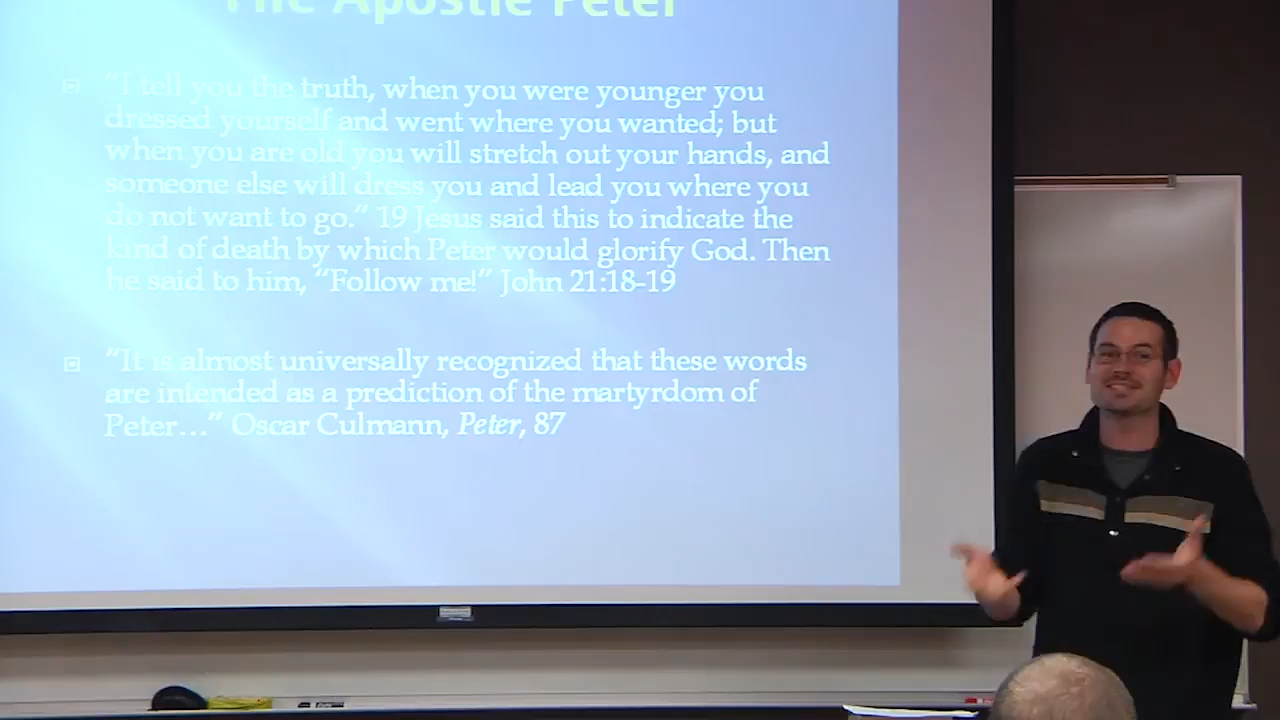 The Apostle Peter
"I tell you the truth, when you were younger you
dressed yourself and went where you wanted; but
when you are old you will stretch out your hands, and
someone else will dress you and lead you where you
do not want to go." 19 Jesus said this to indicate the
kind of death by which Peter would glorify God. Then
he said to him, "Follow me!" John 21:18-19
"It is almost universally recognized that these words
are intended as a prediction of the martyrdom of
Peter…" Oscar Culmann, Peter, 87